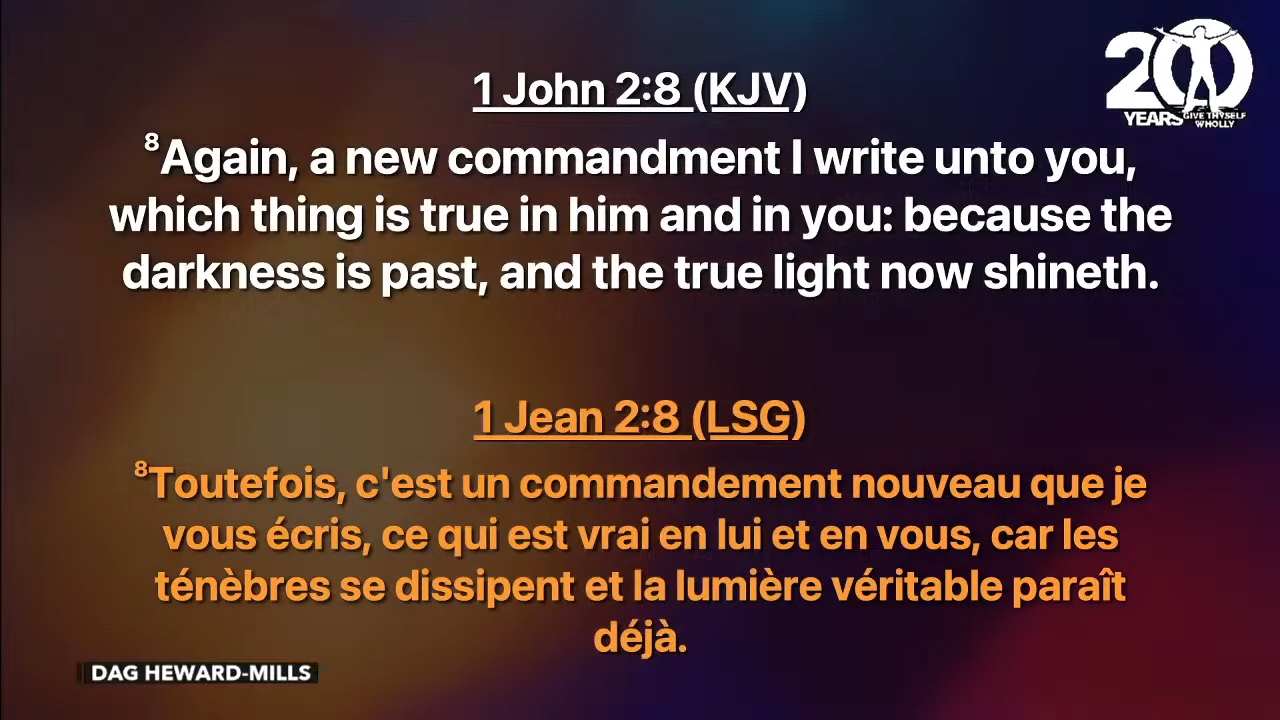 20
YEARS GIVE THYSELF
WHOLLY
1 John 2:8 (KJV)
⁸Again, a new commandment I write unto you,
which thing is true in him and in you: because the
darkness is past, and the true light now shineth.
1 Jean 2:8 (LSG)
⁸Toutefois, c'est un commandement nouveau que je
vous écris, ce qui est vrai en lui et en vous, car les
ténèbres se dissipent et la lumière véritable paraît
déjà.
DAG HEWARD-MILLS